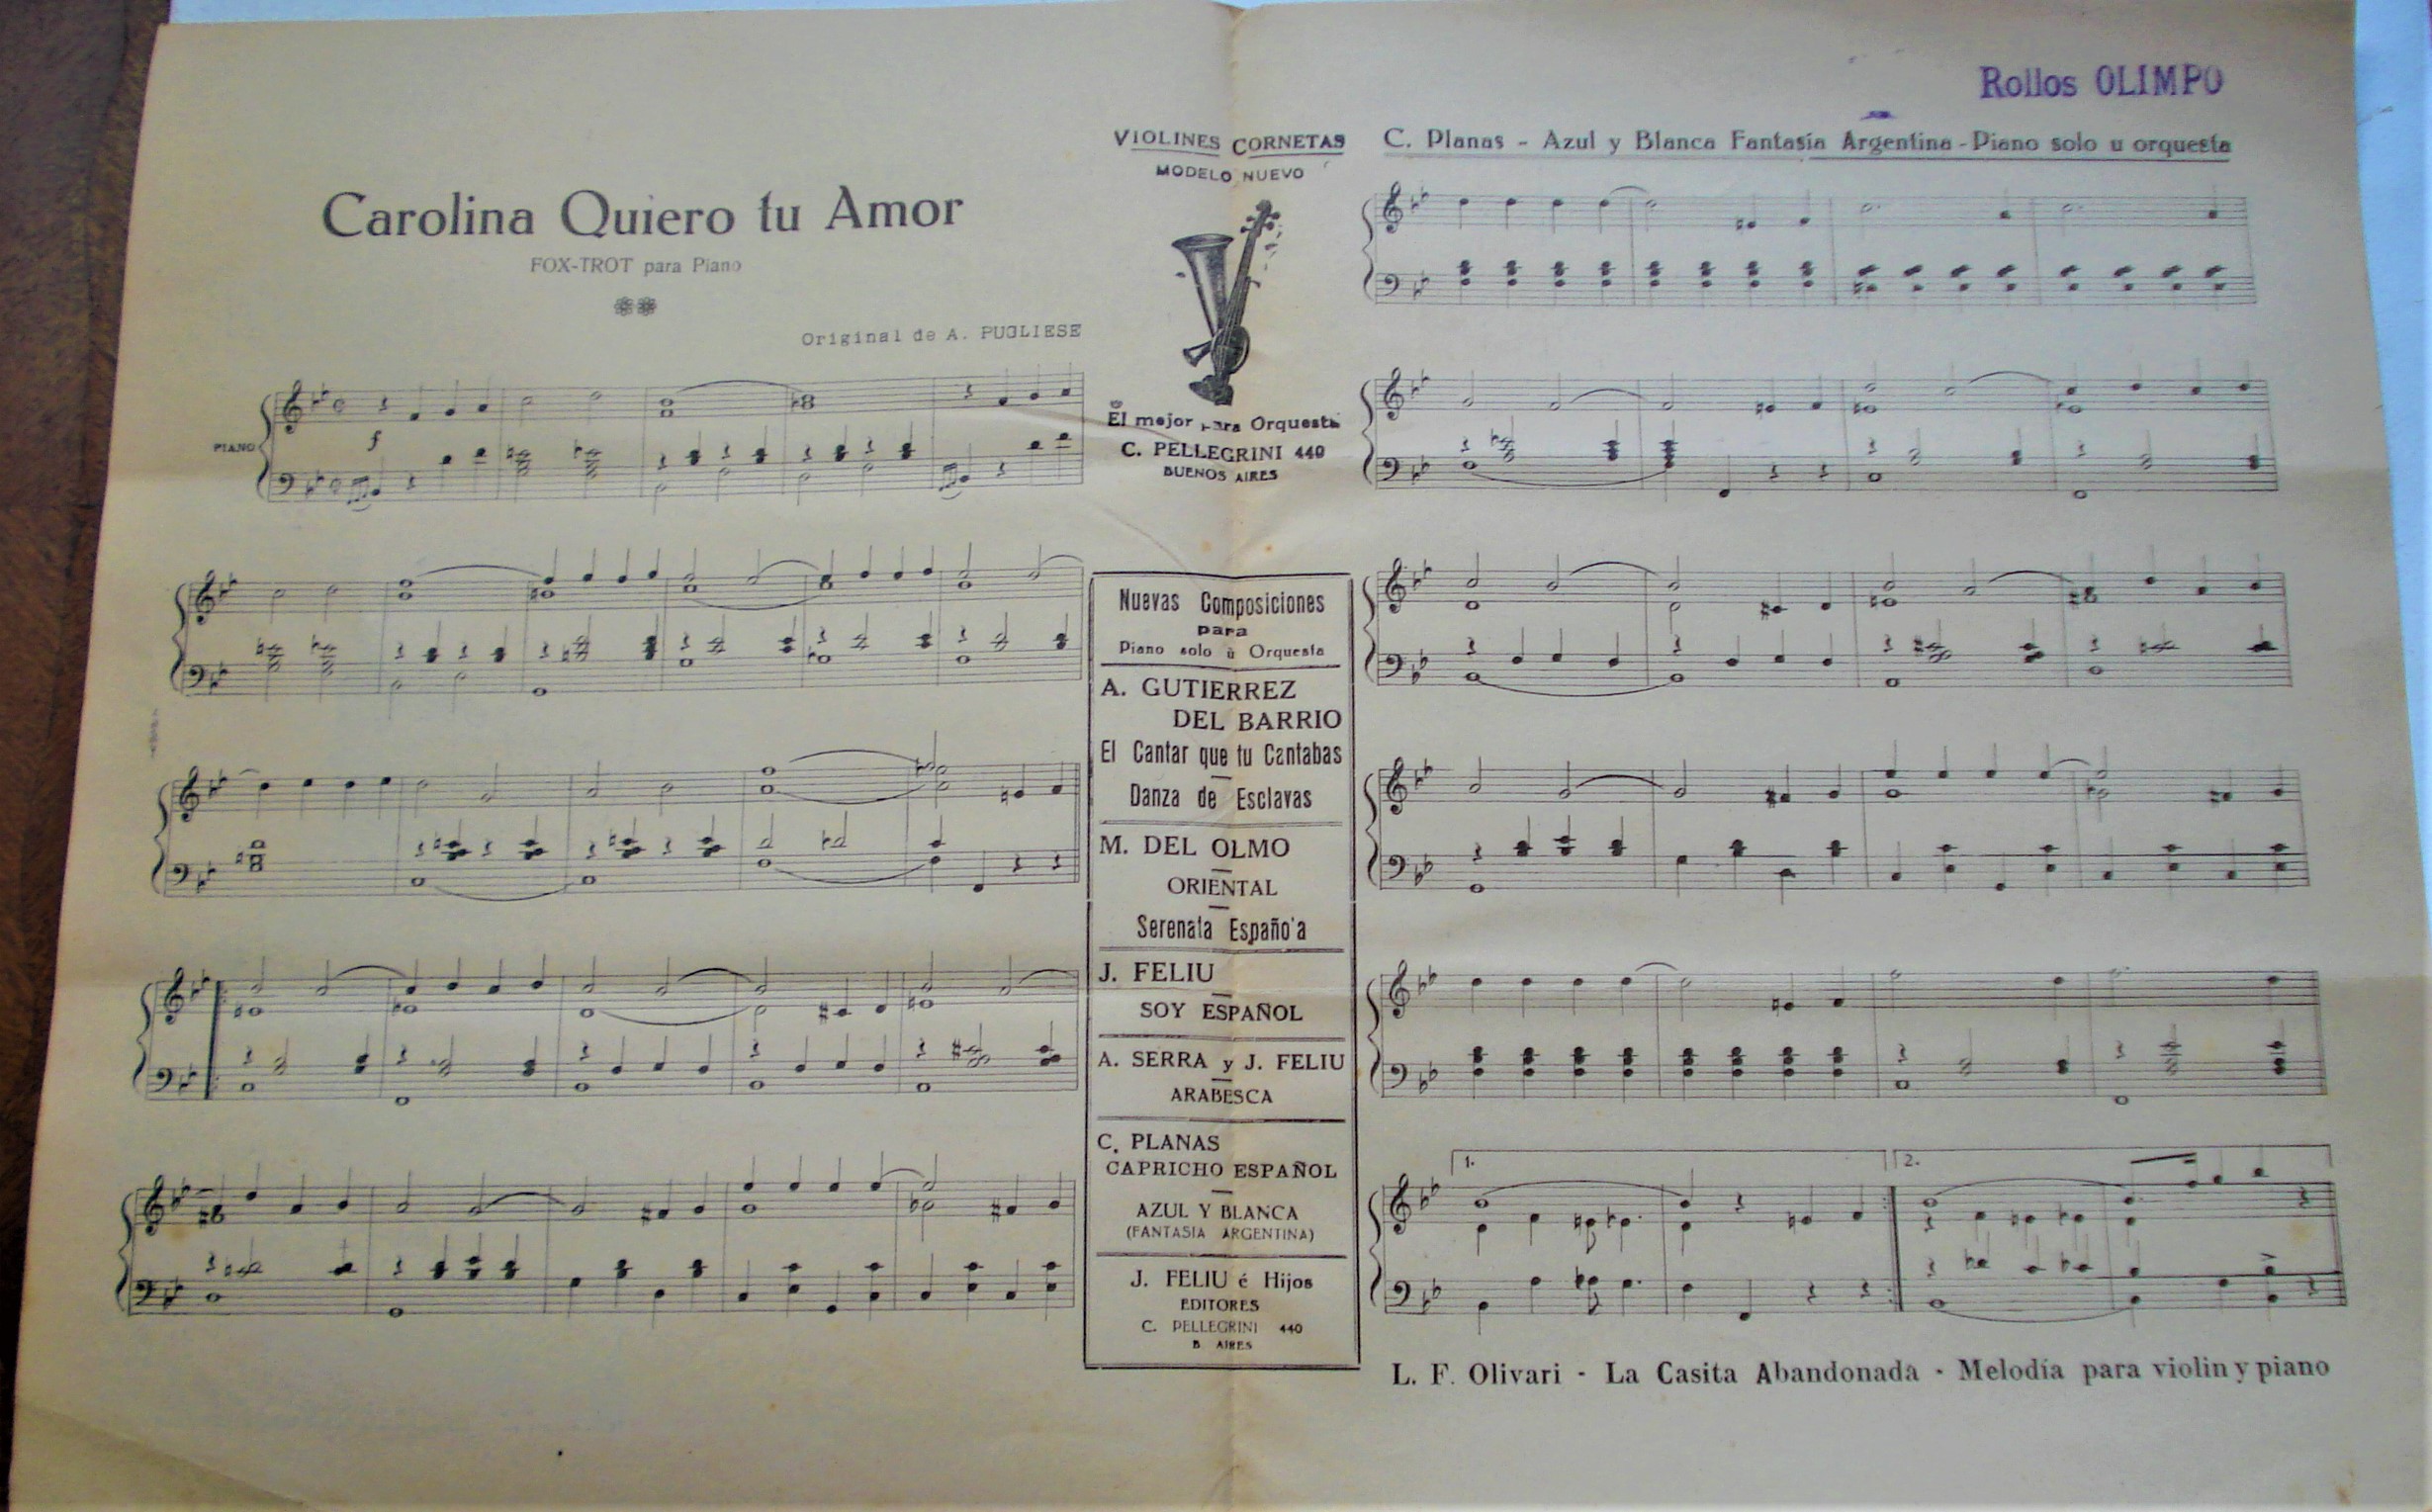 Carolina Quiero tu Amor
FOX-TROT para Piano
Original de A. PUGLIESE
PIANO
f
VIOLINES CORNETAS
MODELO NUEVO
El mejor para Orquesta
C. PELLEGRINI 440
BUENOS AIRES
Nuevas Composiciones
para
Piano solo ù Orquesta
A. GUTIERREZ
DEL BARRIO
El Cantar que tu Cantabas
Danza de Esclavas
M. DEL OLMO
ORIENTAL
Serenata Españo'a
J. FELIU
SOY ESPAÑOL
A. SERRA y J. FELIU
ARABESCA
C. PLANAS
CAPRICHO ESPAÑOL
AZUL Y BLANCA
(FANTASIA ARGENTINA)
J. FELIU é Hijos
EDITORES
C. PELLEGRINI 440
B AIRES
Rollos OLIMPO
C. Planas - Azul y Blanca Fantasía Argentina - Piano solo u orquesta
1.
2.
L. F. Olivari - La Casita Abandonada - Melodía para violin y piano